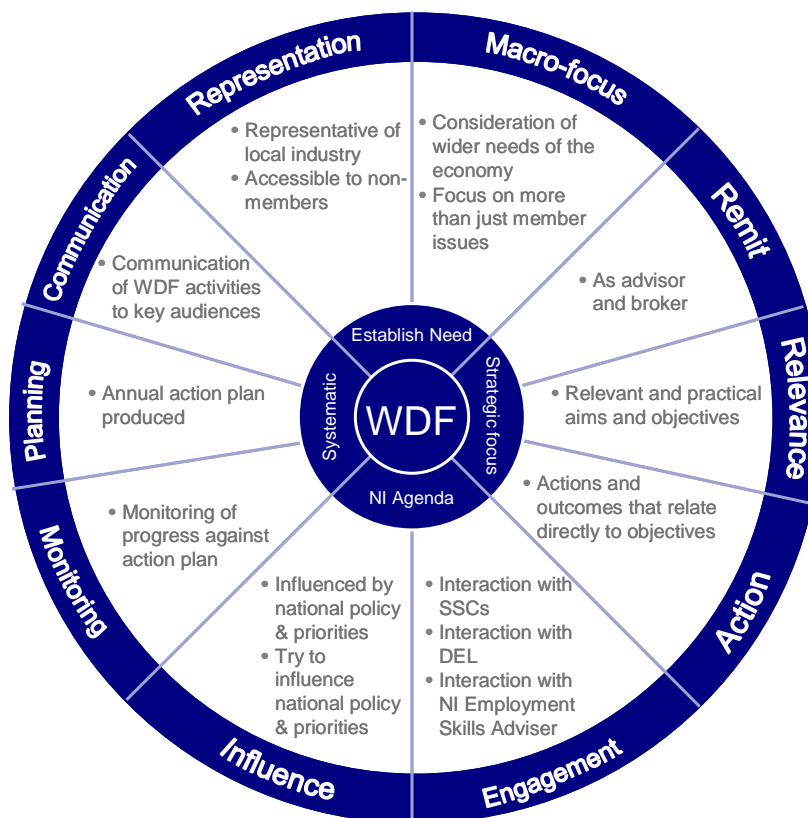 Representation
• Representative of
local industry
• Accessible to non-
members
Macro-focus
• Consideration of
wider needs of the
economy
• Focus on more
than just member
issues
Remit
• As advisor
and broker
Relevance
• Relevant and practical
aims and objectives
Action
• Actions and
outcomes that relate
directly to objectives
Engagement
• Interaction with
SSCs
• Interaction with
DEL
• Interaction with
NI Employment
Skills Adviser
Influence
• Influenced by
national policy
& priorities
• Try to
influence
national policy
& priorities
Monitoring
• Monitoring of
progress against
action plan
Planning
• Annual action plan
produced
Communication
• Communication
of WDF activities
to key audiences
Establish Need
Strategic focus
NI Agenda
Systematic
WDF